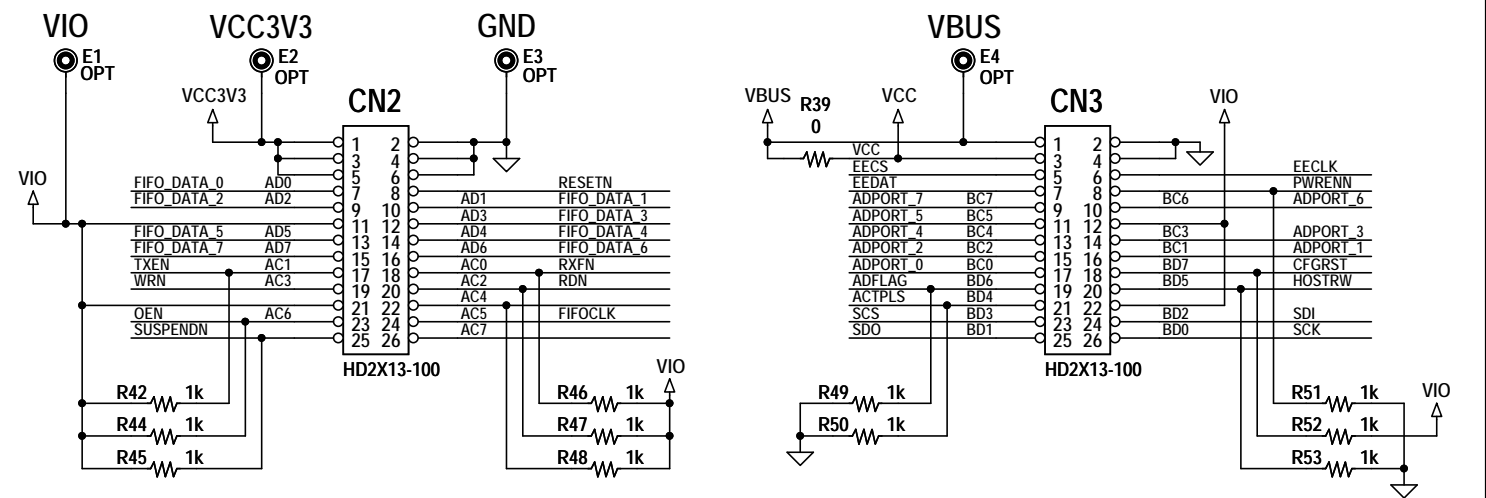 VIO VCC3V3 GND VBUS
E1 E2 E3 E4
OPT OPT OPT OPT
VCC3V3 CN2 VBUS R39 VCC CN3 VIO
0
1 2 1 2
3 4 VCC 3 4
5 6 EECS 5 6 EECLK
VIO FIFO_DATA_0 AD0 7 8 RESETN EEDAT 7 8 PWRENN
FIFO_DATA_2 AD2 9 10 AD1 FIFO_DATA_1 ADPORT_7 BC7 9 10 BC6 ADPORT_6
11 12 AD3 FIFO_DATA_3 ADPORT_5 BC5 11 12
FIFO_DATA_5 AD5 13 14 AD4 FIFO_DATA_4 ADPORT_4 BC4 13 14 BC3 ADPORT_3
FIFO_DATA_7 AD7 15 16 AD6 FIFO_DATA_6 ADPORT_2 BC2 15 16 BC1 ADPORT_1
TXEN AC1 17 18 AC0 RXFN ADPORT_0 BC0 17 18 BD7 CFGRST
WRN AC3 19 20 AC2 RDN ADFLAG BD6 19 20 BD5 HOSTRW
21 22 AC4 ACTPLS BD4 21 22
OEN AC6 23 24 AC5 FIFOCLK SCS BD3 23 24 BD2 SDI
SUSPENDN 25 26 AC7 SDO BD1 25 26 BD0 SCK
HD2X13-100 HD2X13-100
VIO
R42 1k R46 1k R49 1k R51 1k VIO
R44 1k R47 1k R50 1k R52 1k
R45 1k R48 1k R53 1k